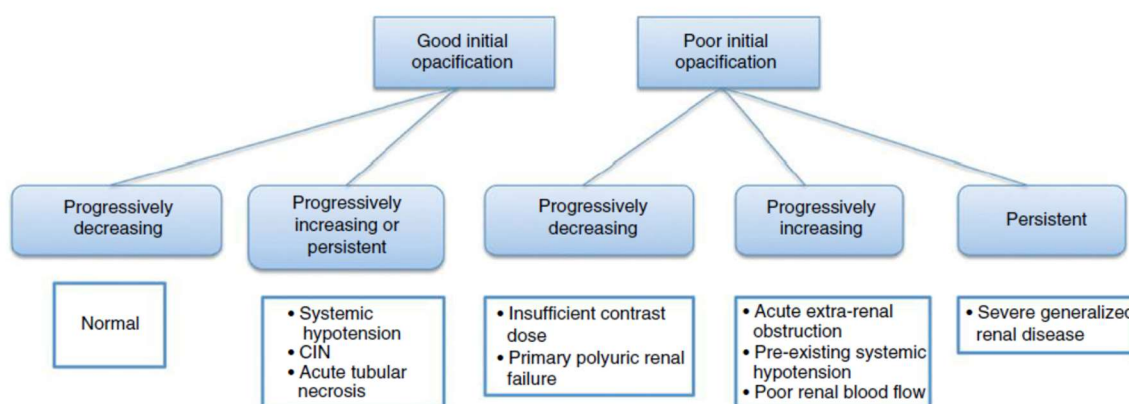 Good initial
opacification
Poor initial
opacification
Progressively
decreasing
Progressively
increasing or
persistent
Progressively
decreasing
Progressively
increasing
Persistent
Normal
• Systemic
hypotension
• CIN
• Acute tubular
necrosis
• Insufficient contrast
dose
• Primary polyuric renal
failure
• Acute extra-renal
obstruction
• Pre-existing systemic
hypotension
• Poor renal blood flow
• Severe generalized
renal disease